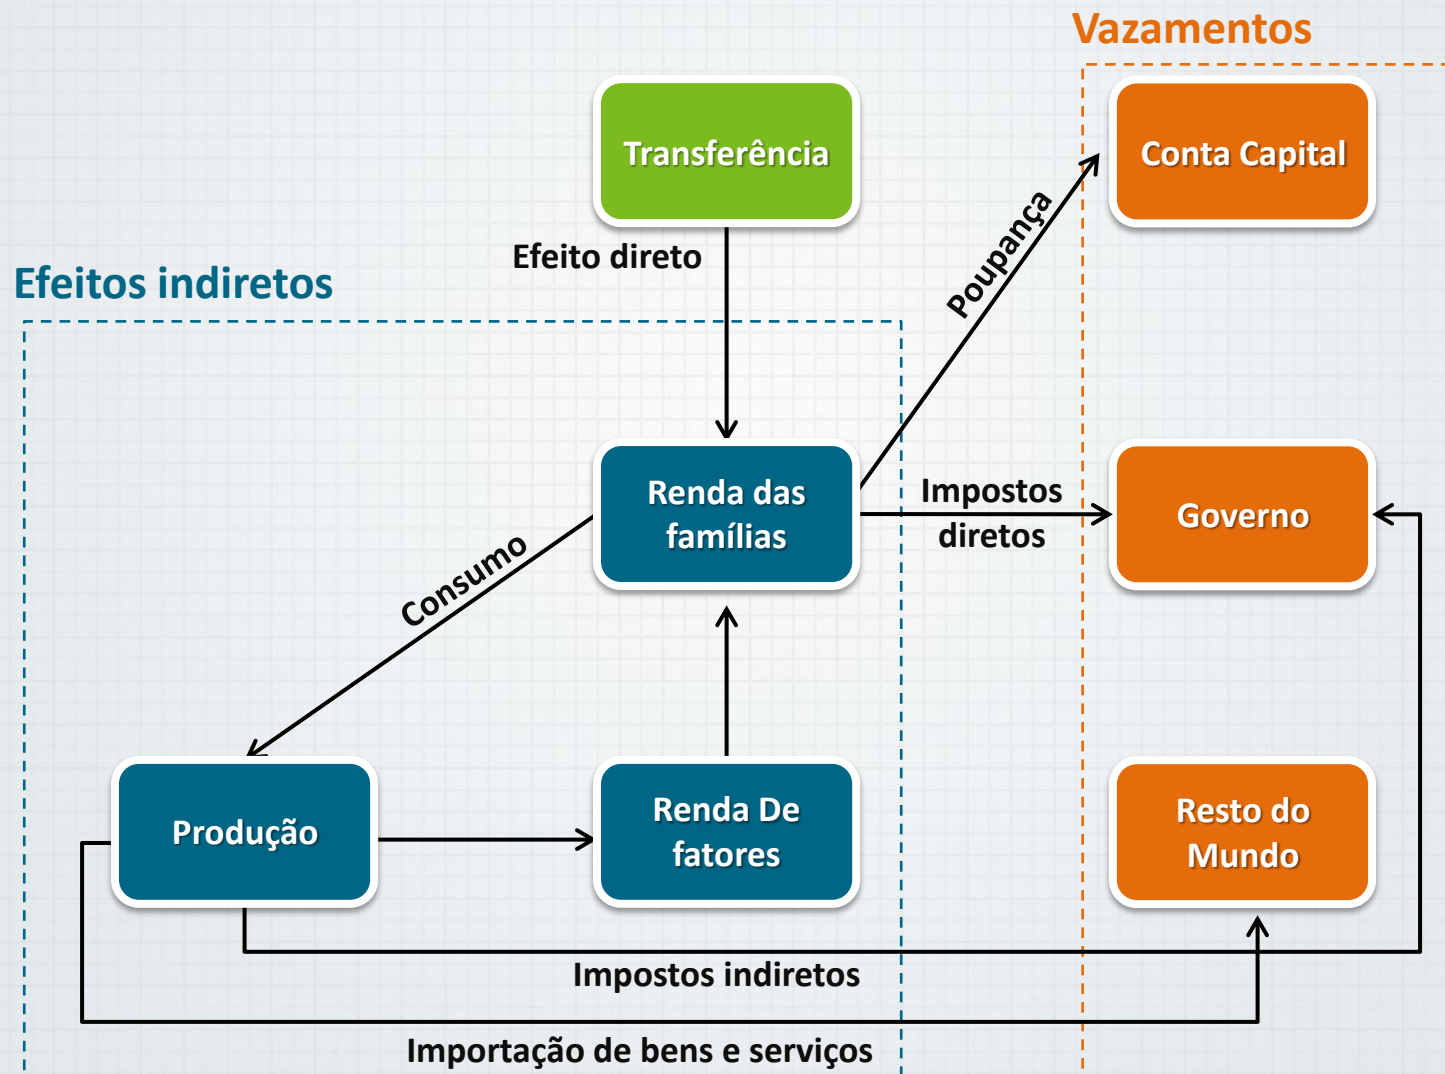 Vazamentos
Transferência
Conta Capital
Efeito direto
Poupança
Efeitos indiretos
Renda das
famílias
Impostos
diretos
Governo
Consumo
Produção
Renda De
fatores
Resto do
Mundo
Impostos indiretos
Importação de bens e serviços